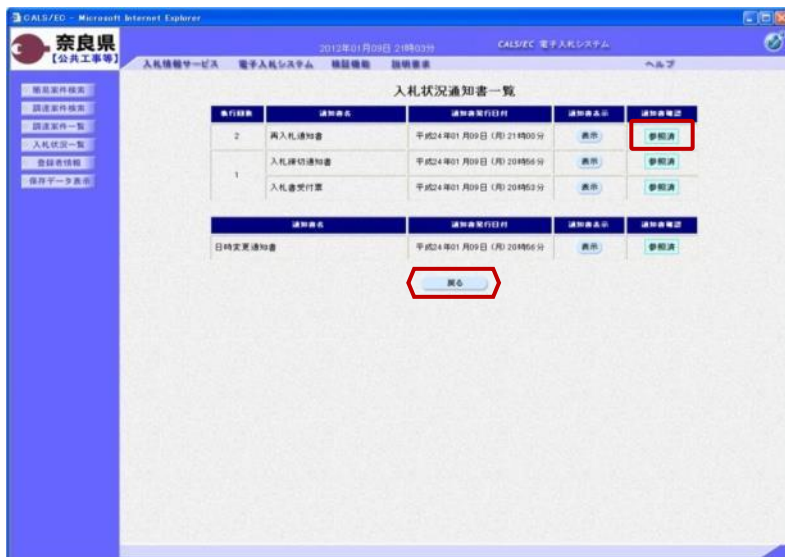 CALS/EC - Microsoft Internet Explorer
奈良県
【公共工事等】
2012年01月09日 21時03分
CALS/EC 電子入札システム
入札情報サービス 電子入札システム 検証機能 説明要求 ヘルプ
簡易案件検索
調達案件検索
調達案件一覧
入札状況一覧
登録者情報
保存データ表示
入札状況通知書一覧
執行回数 通知書名 通知書発行日付 通知書表示 通知書確認
2 再入札通知書 平成24年01月09日 (月) 21時03分 表示 参照済
1 入札締切通知書 平成24年01月09日 (月) 20時56分 表示 参照済
入札書受付票 平成24年01月09日 (月) 20時53分 表示 参照済
通知書名 通知書発行日付 通知書表示 通知書確認
日時変更通知書 平成24年01月09日 (月) 20時56分 表示 参照済
戻る